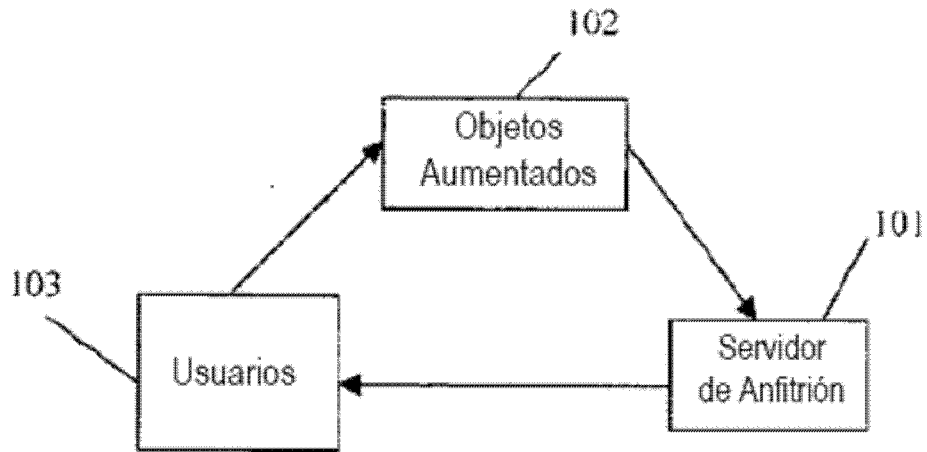 102
Objetos
Aumentados
101
103
Usuarios
Servidor
de Anfitrión